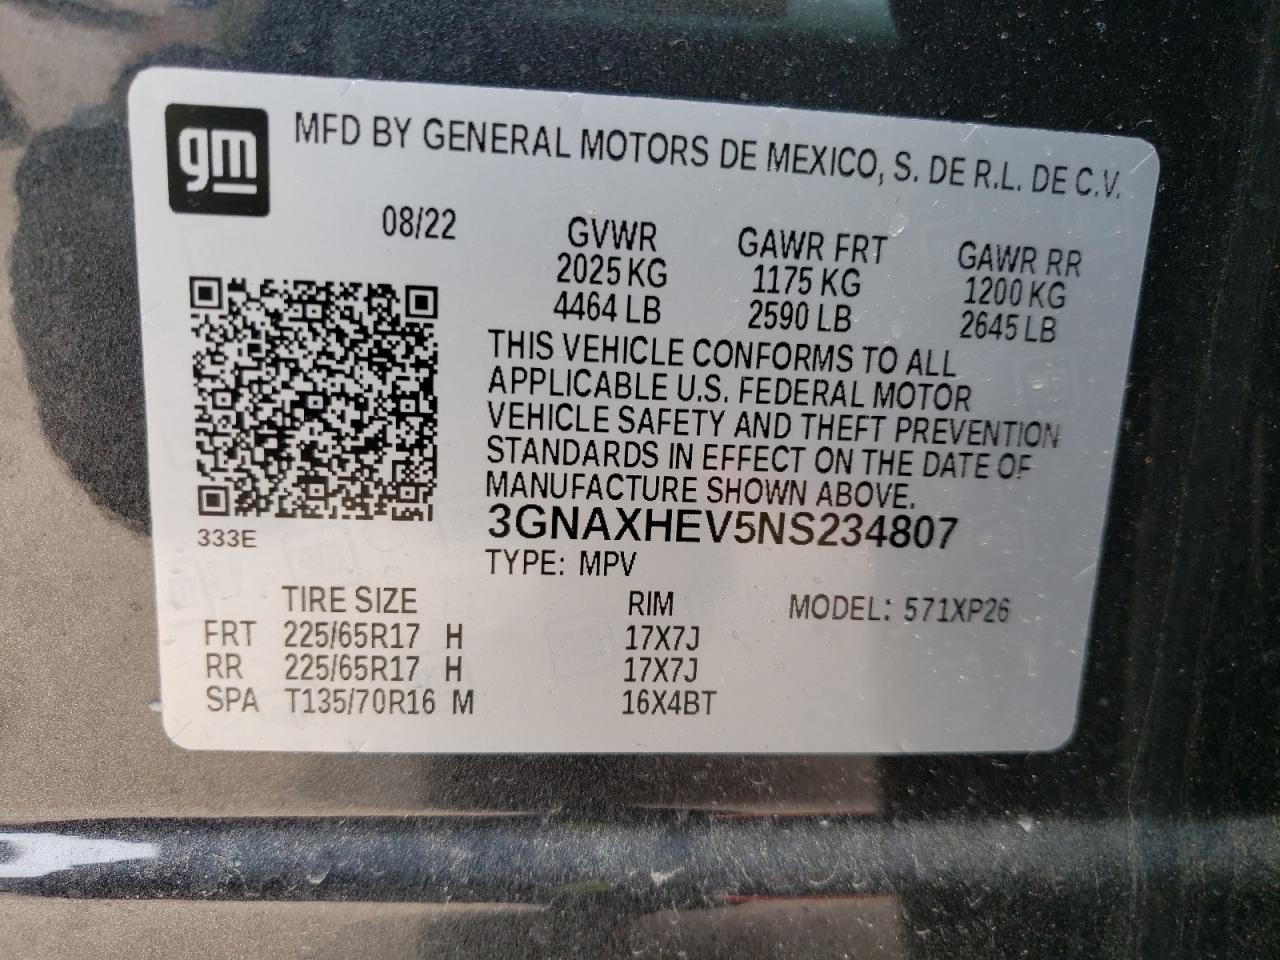 gm
MFD BY GENERAL MOTORS DE MEXICO, S. DE R.L. DE C.V.
08/22
GVWR GAWR FRT GAWR RR
2025 KG 1175 KG 1200 KG
4464 LB 2590 LB 2645 LB
THIS VEHICLE CONFORMS TO ALL
APPLICABLE U.S. FEDERAL MOTOR
VEHICLE SAFETY AND THEFT PREVENTION
STANDARDS IN EFFECT ON THE DATE OF
MANUFACTURE SHOWN ABOVE.
333E
3GNAXHEV5NS234807
TYPE: MPV
TIRE SIZE RIM MODEL: 571XP26
FRT 225/65R17 H 17X7J
RR 225/65R17 H 17X7J
SPA T135/70R16 M 16X4BT